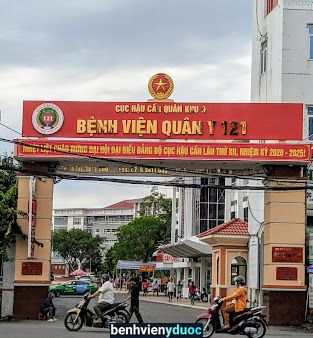 CỤC HẬU CẦN QUÂN KHU 9
121
BỆNH VIỆN QUÂN Y 121
NHIỆT LIỆT CHÀO MỪNG ĐẠI HỘI ĐẠI BIỂU ĐẢNG BỘ CỤC HẬU CẦN LẦN THỨ XII, NHIỆM KỲ 2020 - 2025!
benhvienyduoc.